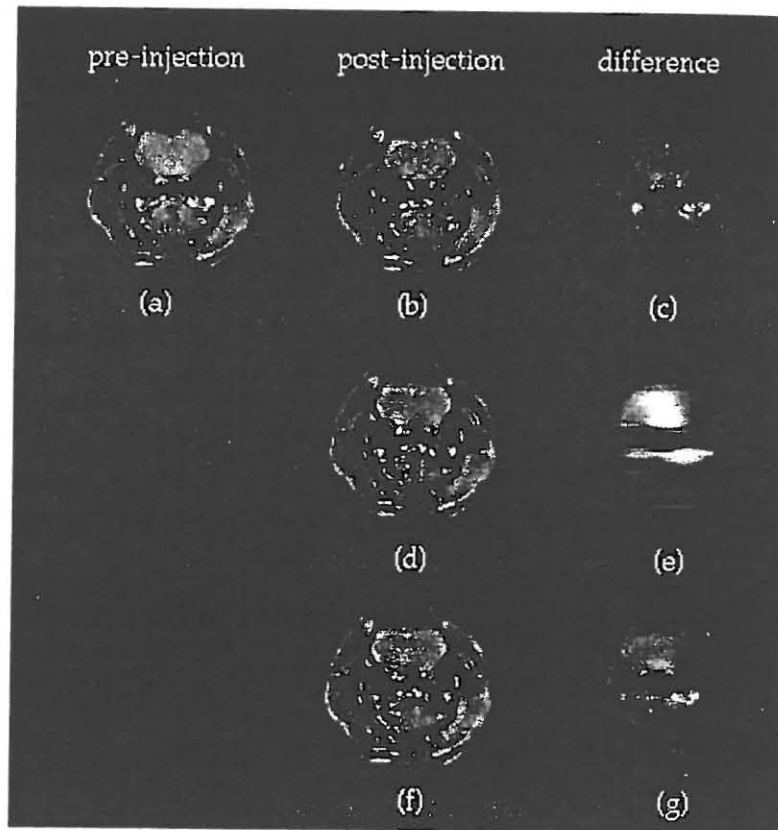 pre-injection post-injection difference
(a) (b) (c)
(d) (e)
(f) (g)